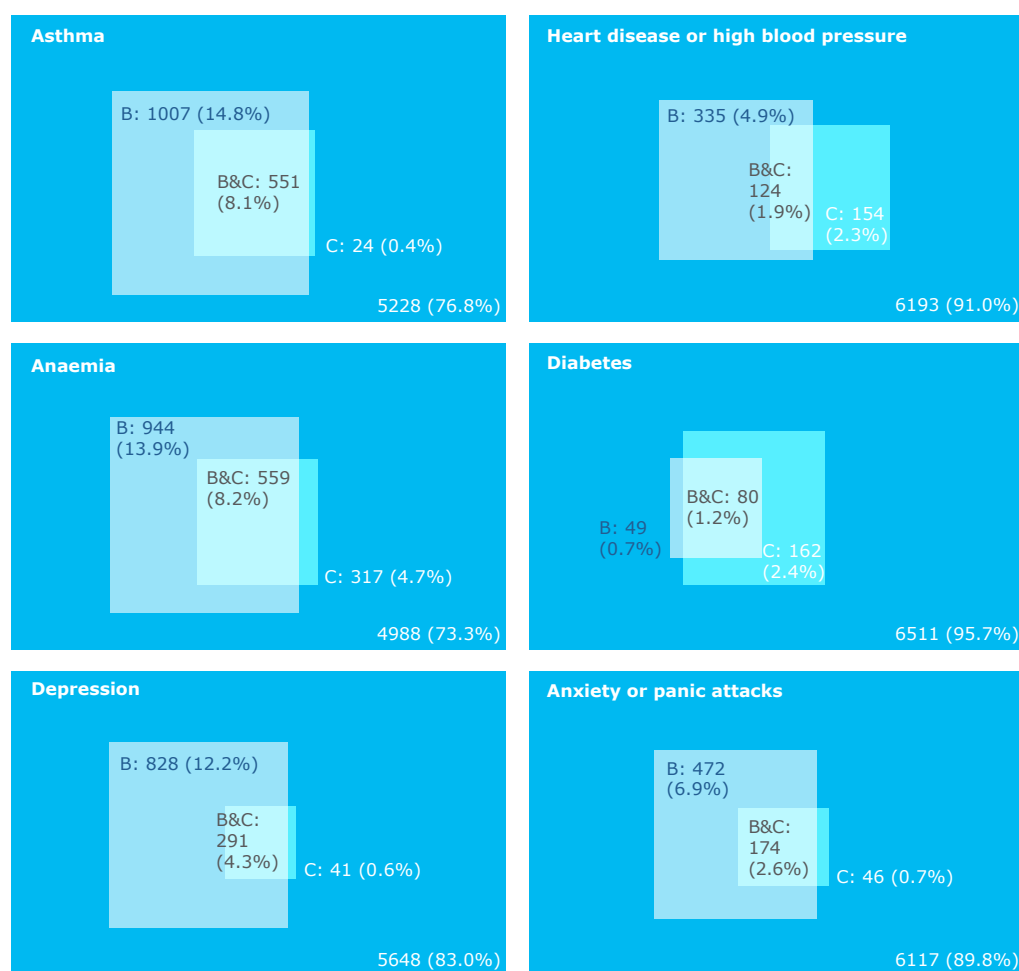 Asthma
B: 1007 (14.8%)
B&C: 551
(8.1%)
C: 24 (0.4%)
5228 (76.8%)
Heart disease or high blood pressure
B: 335 (4.9%)
B&C:
124
(1.9%)
C: 154
(2.3%)
6193 (91.0%)
Anaemia
B: 944
(13.9%)
B&C: 559
(8.2%)
C: 317 (4.7%)
4988 (73.3%)
Diabetes
B&C: 80
(1.2%)
B: 49
(0.7%)
C: 162
(2.4%)
6511 (95.7%)
Depression
B: 828 (12.2%)
B&C:
291
(4.3%)
C: 41 (0.6%)
5648 (83.0%)
Anxiety or panic attacks
B: 472
(6.9%)
B&C:
174
(2.6%)
C: 46 (0.7%)
6117 (89.8%)